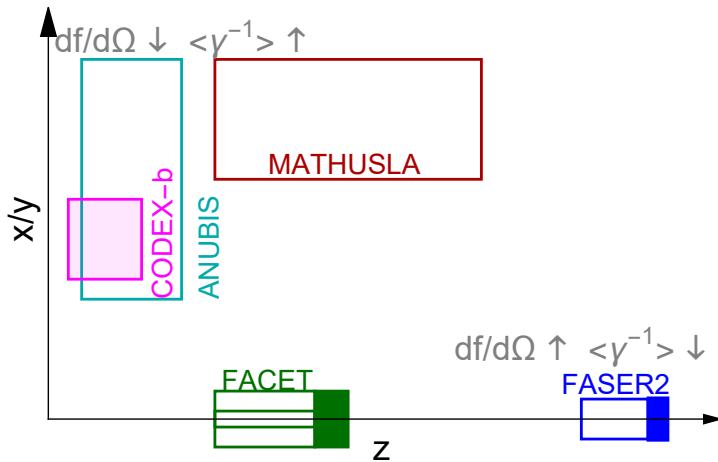 df/dΩ ↓ <γ⁻¹> ↑
MATHUSLA
CODEX−b
ANUBIS
x/y
df/dΩ ↑ <γ⁻¹> ↓
FACET
FASER2
z